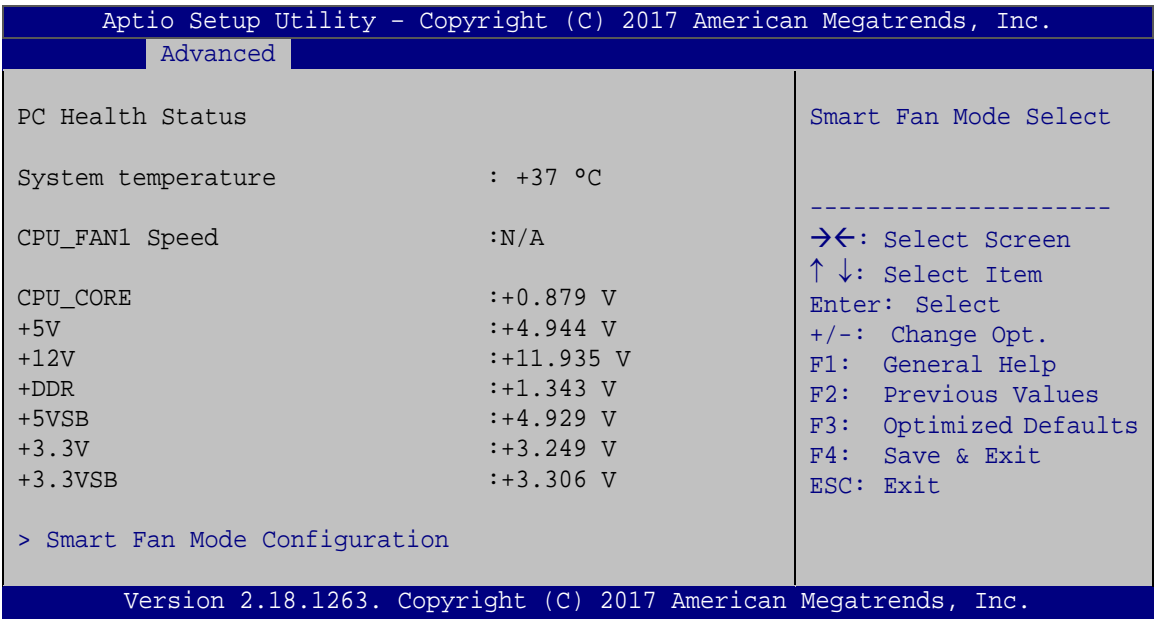 Aptio Setup Utility – Copyright (C) 2017 American Megatrends, Inc.
Advanced
PC Health Status
System temperature : +37 °C
CPU_FAN1 Speed :N/A
CPU_CORE :+0.879 V
+5V :+4.944 V
+12V :+11.935 V
+DDR :+1.343 V
+5VSB :+4.929 V
+3.3V :+3.249 V
+3.3VSB :+3.306 V
> Smart Fan Mode Configuration
Smart Fan Mode Select
---------------------
→←: Select Screen
↑ ↓: Select Item
Enter: Select
+/-: Change Opt.
F1: General Help
F2: Previous Values
F3: Optimized Defaults
F4: Save & Exit
ESC: Exit
Version 2.18.1263. Copyright (C) 2017 American Megatrends, Inc.